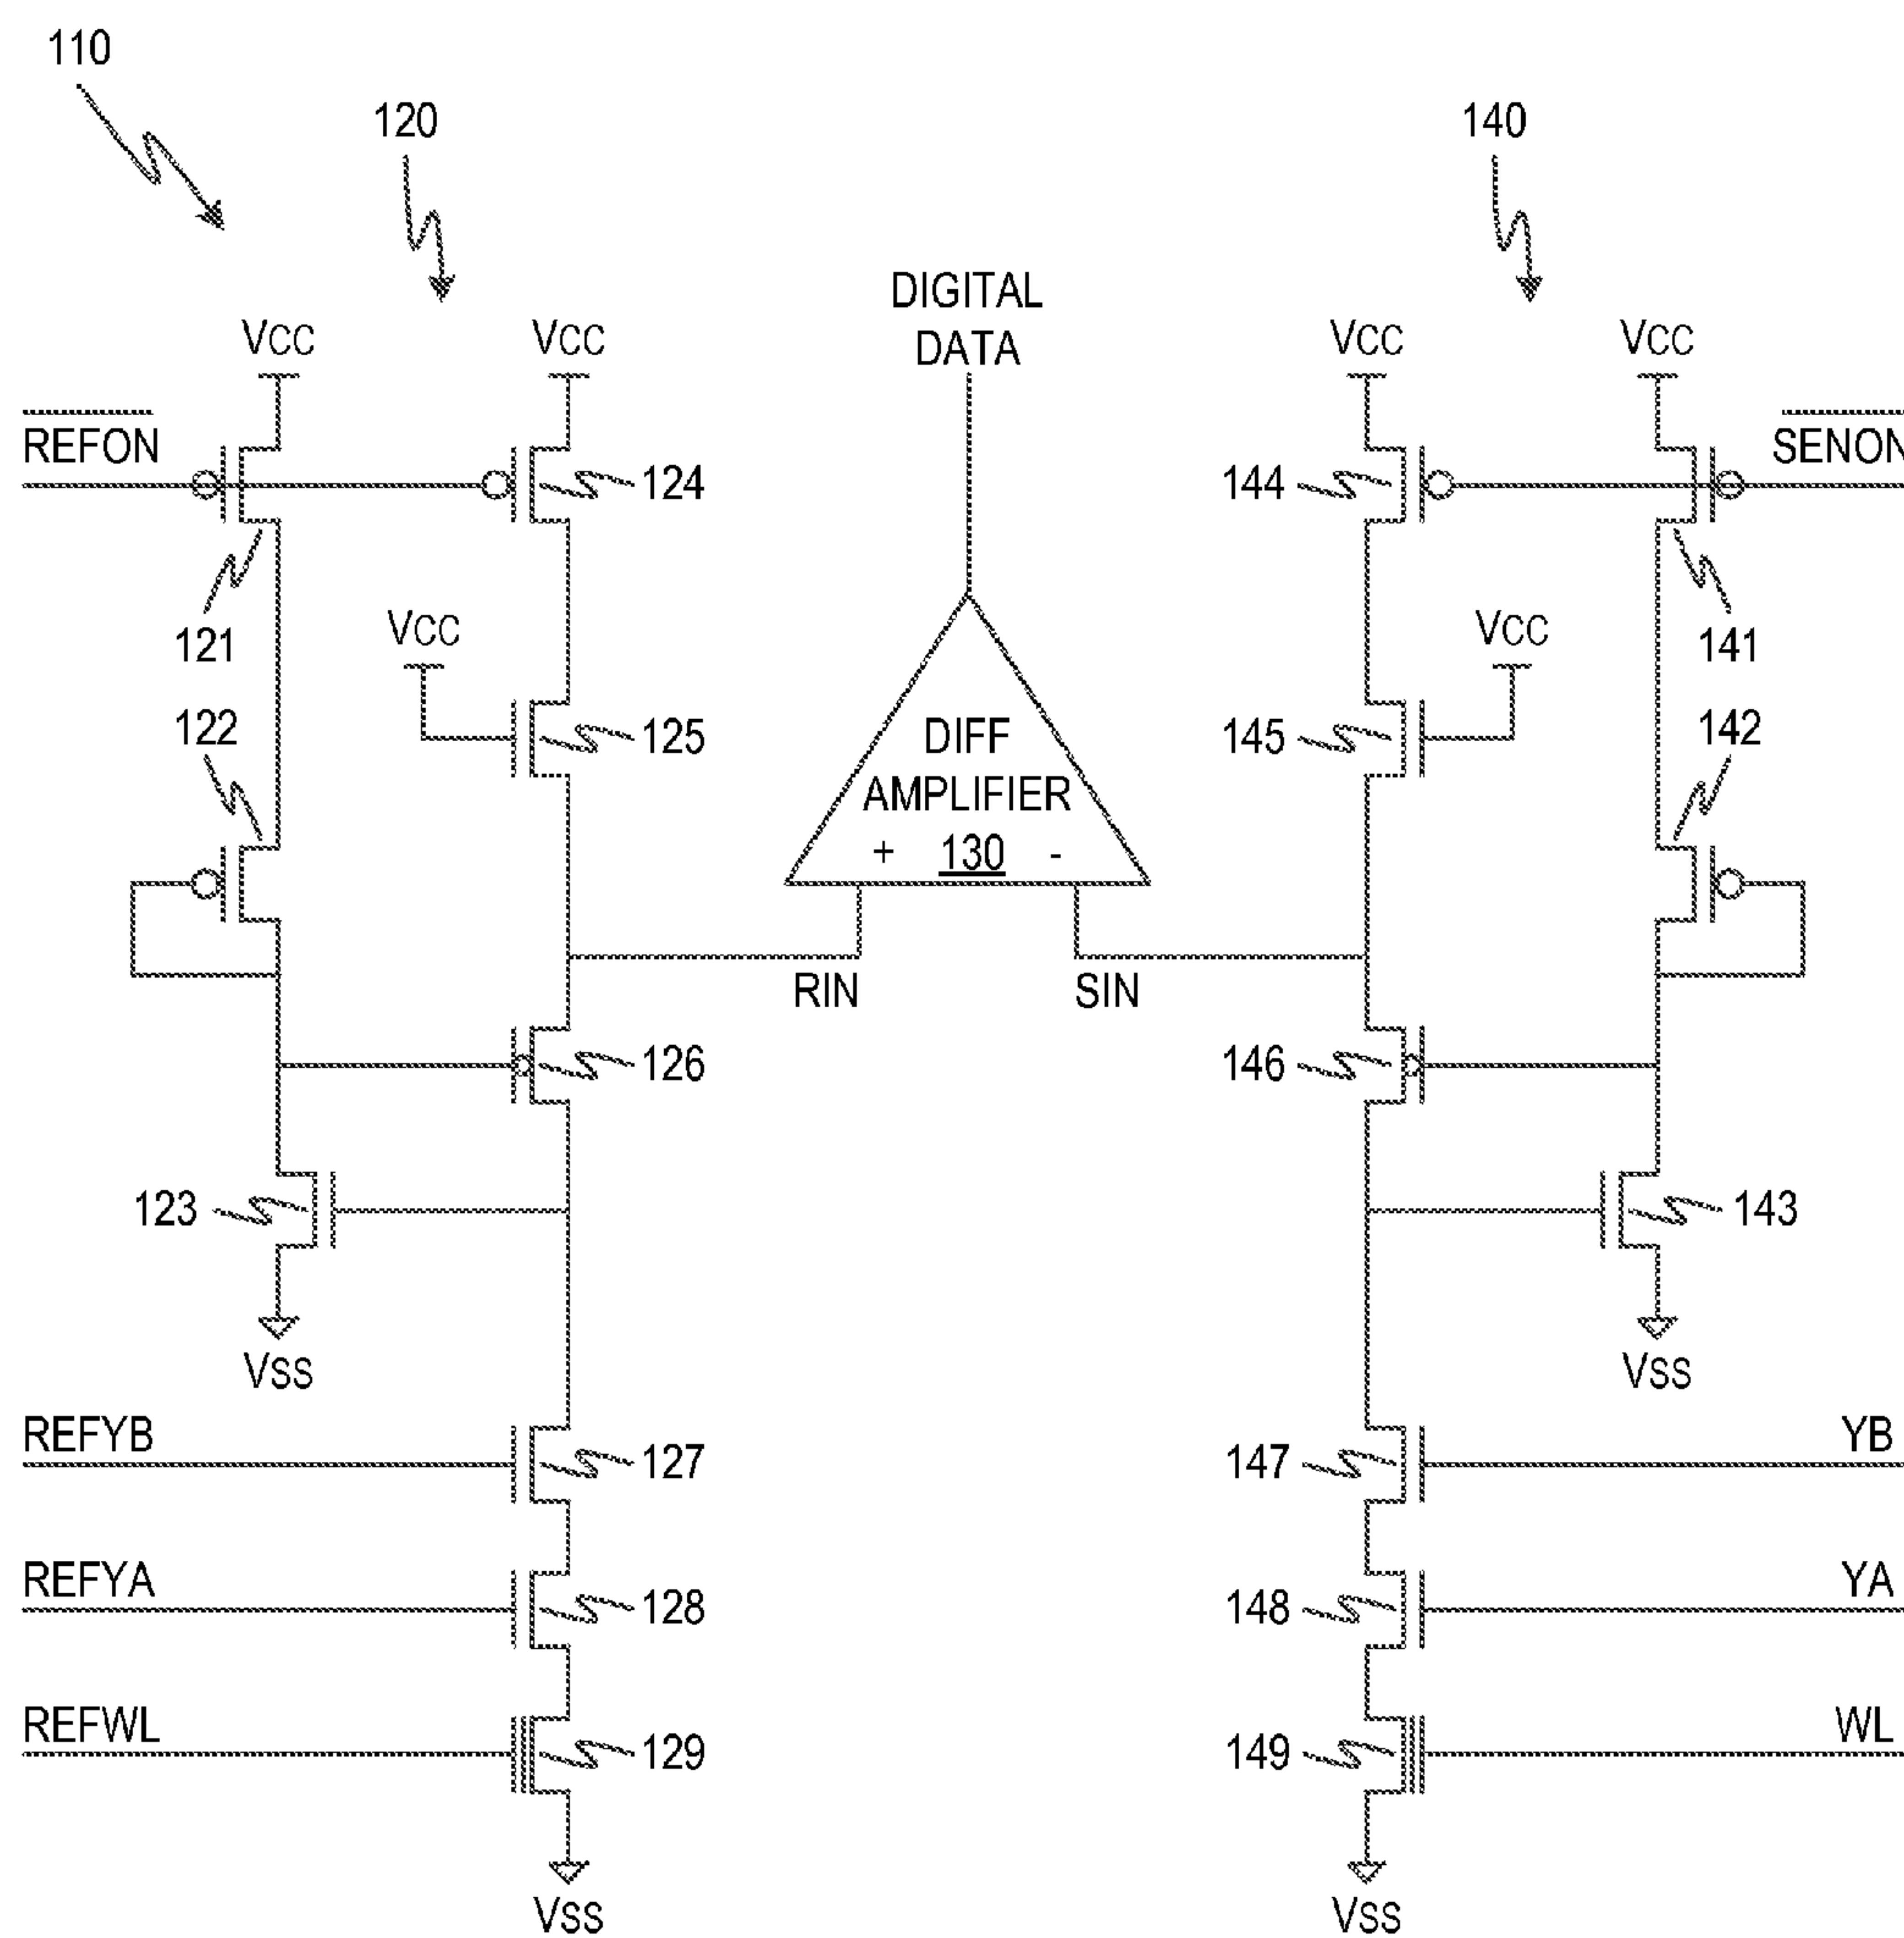 110
120
140
DIGITAL
DATA
VCC
VCC
VCC
VCC
REFON
SENON
124
144
121
141
VCC
VCC
122
142
125
145
DIFF
AMPLIFIER
+ 130 -
RIN
SIN
126
146
123
143
VSS
VSS
REFYB
127
147
YB
REFYA
128
148
YA
REFWL
129
149
WL
VSS
VSS